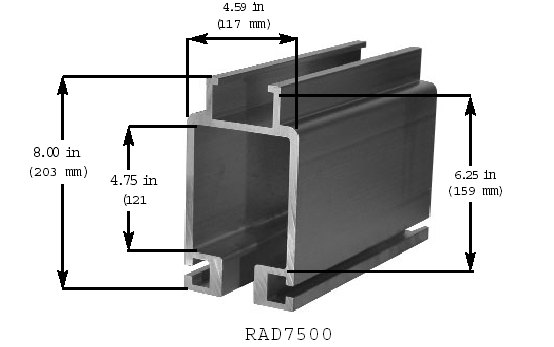 4.59 in
(117 mm)
8.00 in
(203 mm)
4.75 in
(121
6.25 in
(159 mm)
RAD7500